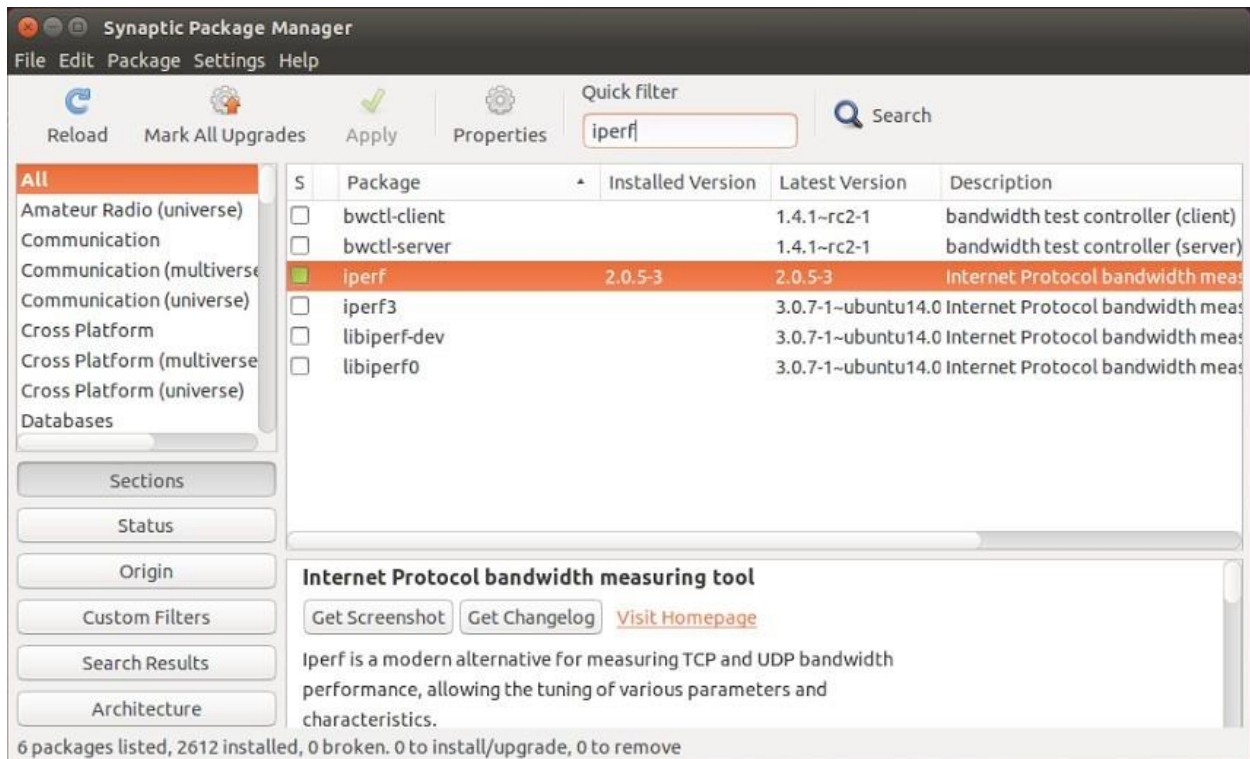 Synaptic Package Manager
File Edit Package Settings Help
Reload Mark All Upgrades Apply Properties Quick filter iperf Search
All
Amateur Radio (universe)
Communication
Communication (multiverse
Communication (universe)
Cross Platform
Cross Platform (multiverse
Cross Platform (universe)
Databases
Sections
Status
Origin
Custom Filters
Search Results
Architecture
S Package Installed Version Latest Version Description
bwctl-client 1.4.1~rc2-1 bandwidth test controller (client)
bwctl-server 1.4.1~rc2-1 bandwidth test controller (server)
iperf 2.0.5-3 2.0.5-3 Internet Protocol bandwidth meas
iperf3 3.0.7-1~ubuntu14.0 Internet Protocol bandwidth meas
libiperf-dev 3.0.7-1~ubuntu14.0 Internet Protocol bandwidth meas
libiperf0 3.0.7-1~ubuntu14.0 Internet Protocol bandwidth meas
Internet Protocol bandwidth measuring tool
Get Screenshot Get Changelog Visit Homepage
Iperf is a modern alternative for measuring TCP and UDP bandwidth
performance, allowing the tuning of various parameters and
characteristics.
6 packages listed, 2612 installed, 0 broken. 0 to install/upgrade, 0 to remove